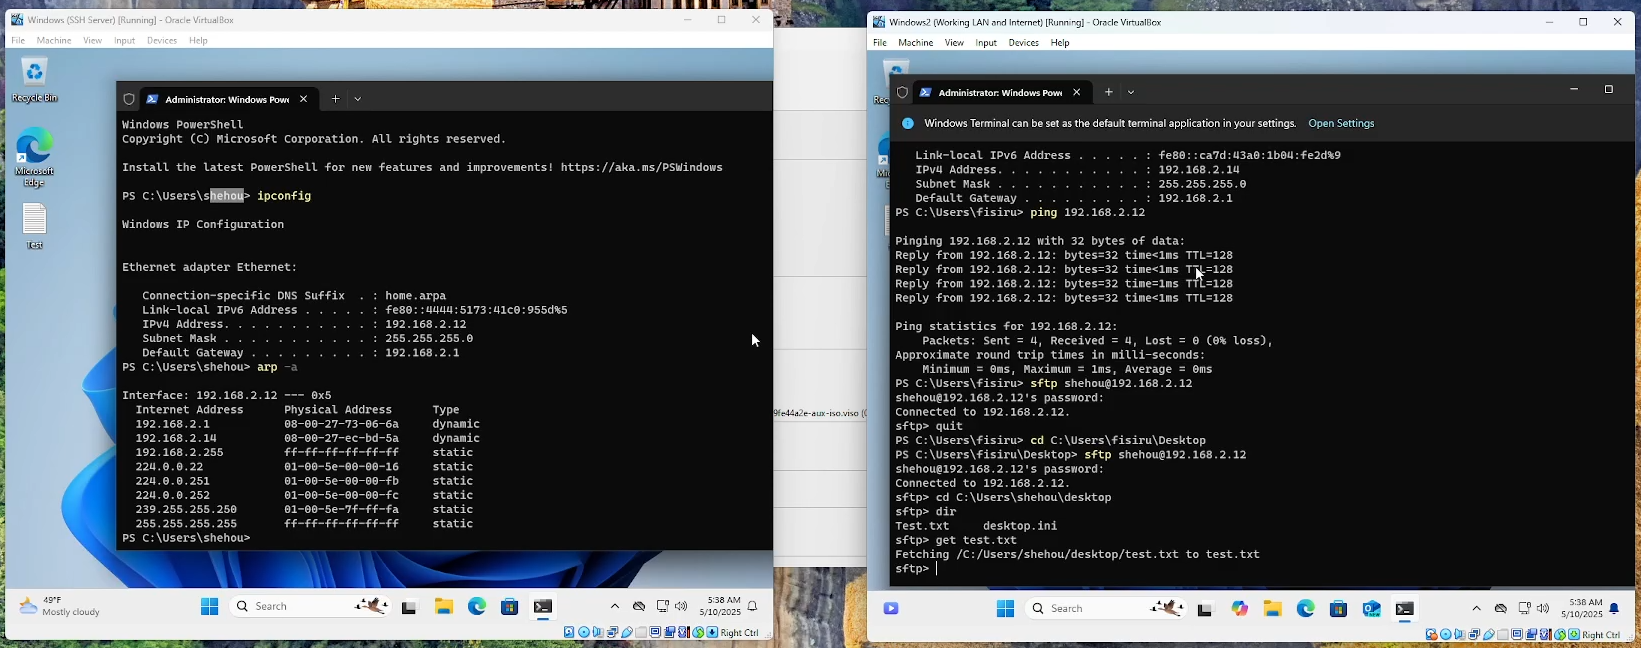 Windows (SSH Server) [Running] - Oracle VirtualBox
File Machine View Input Devices Help
Recycle Bin
Microsoft Edge
Test
Administrator: Windows Powe
Windows PowerShell
Copyright (C) Microsoft Corporation. All rights reserved.
Install the latest PowerShell for new features and improvements! https://aka.ms/PSWindows
PS C:\Users\shehou> ipconfig
Windows IP Configuration
Ethernet adapter Ethernet:
Connection-specific DNS Suffix . : home.arpa
Link-local IPv6 Address . . . . . : fe80::4444:5173:41c0:955d%5
IPv4 Address. . . . . . . . . . . : 192.168.2.12
Subnet Mask . . . . . . . . . . . : 255.255.255.0
Default Gateway . . . . . . . . . : 192.168.2.1
PS C:\Users\shehou> arp -a
Interface: 192.168.2.12 --- 0x5
Internet Address Physical Address Type
192.168.2.1 08-00-27-73-06-6a dynamic
192.168.2.14 08-00-27-ec-bd-5a dynamic
192.168.2.255 ff-ff-ff-ff-ff-ff static
224.0.0.22 01-00-5e-00-00-16 static
224.0.0.251 01-00-5e-00-00-fb static
224.0.0.252 01-00-5e-00-00-fc static
239.255.255.250 01-00-5e-7f-ff-fa static
255.255.255.255 ff-ff-ff-ff-ff-ff static
PS C:\Users\shehou>
49°F
Mostly cloudy
Search
5:38 AM
5/10/2025
Right Ctrl
9fe44a2e-aux-iso.viso
Windows2 (Working LAN and Internet) [Running] - Oracle VirtualBox
File Machine View Input Devices Help
Administrator: Windows Powe
Windows Terminal can be set as the default terminal application in your settings. Open Settings
Link-local IPv6 Address . . . . . : fe80::ca7d:43a0:1b04:fe2d%9
IPv4 Address. . . . . . . . . . . : 192.168.2.14
Subnet Mask . . . . . . . . . . . : 255.255.255.0
Default Gateway . . . . . . . . . : 192.168.2.1
PS C:\Users\fisiru> ping 192.168.2.12
Pinging 192.168.2.12 with 32 bytes of data:
Reply from 192.168.2.12: bytes=32 time<1ms TTL=128
Reply from 192.168.2.12: bytes=32 time<1ms TTL=128
Reply from 192.168.2.12: bytes=32 time=1ms TTL=128
Reply from 192.168.2.12: bytes=32 time<1ms TTL=128
Ping statistics for 192.168.2.12:
Packets: Sent = 4, Received = 4, Lost = 0 (0% loss),
Approximate round trip times in milli-seconds:
Minimum = 0ms, Maximum = 1ms, Average = 0ms
PS C:\Users\fisiru> sftp shehou@192.168.2.12
shehou@192.168.2.12's password:
Connected to 192.168.2.12.
sftp> quit
PS C:\Users\fisiru> cd C:\Users\fisiru\Desktop
PS C:\Users\fisiru\Desktop> sftp shehou@192.168.2.12
shehou@192.168.2.12's password:
Connected to 192.168.2.12.
sftp> cd C:\Users\shehou\desktop
sftp> dir
Test.txt desktop.ini
sftp> get test.txt
Fetching /C:/Users/shehou/desktop/test.txt to test.txt
sftp>
Search
5:38 AM
5/10/2025
Right Ctrl